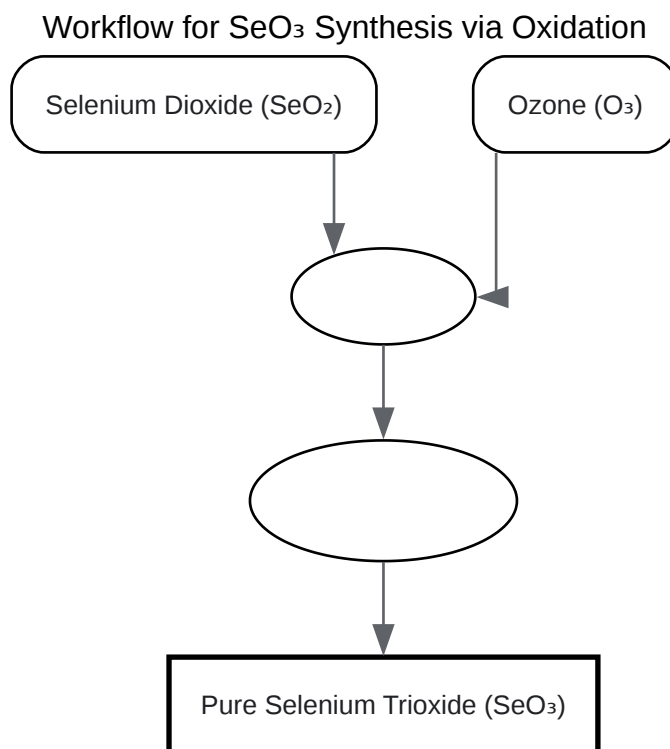 Workflow for SeO₃ Synthesis via Oxidation
Selenium Dioxide (SeO₂)
Ozone (O₃)
Pure Selenium Trioxide (SeO₃)